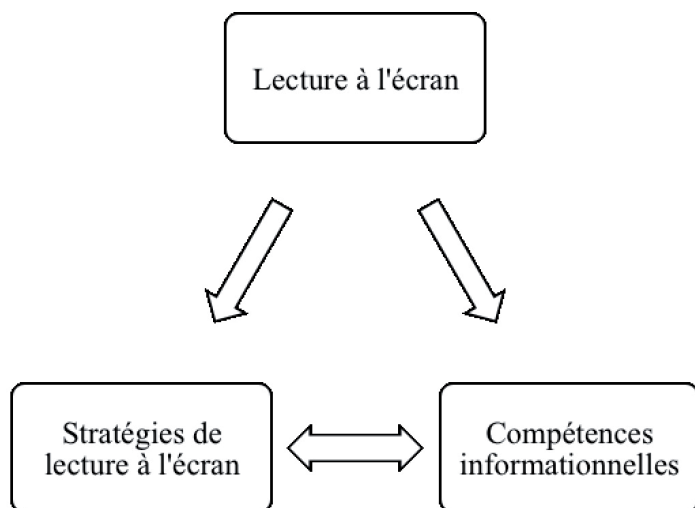 Lecture à l'écran
Stratégies de
lecture à l'écran
Compétences
informationnelles